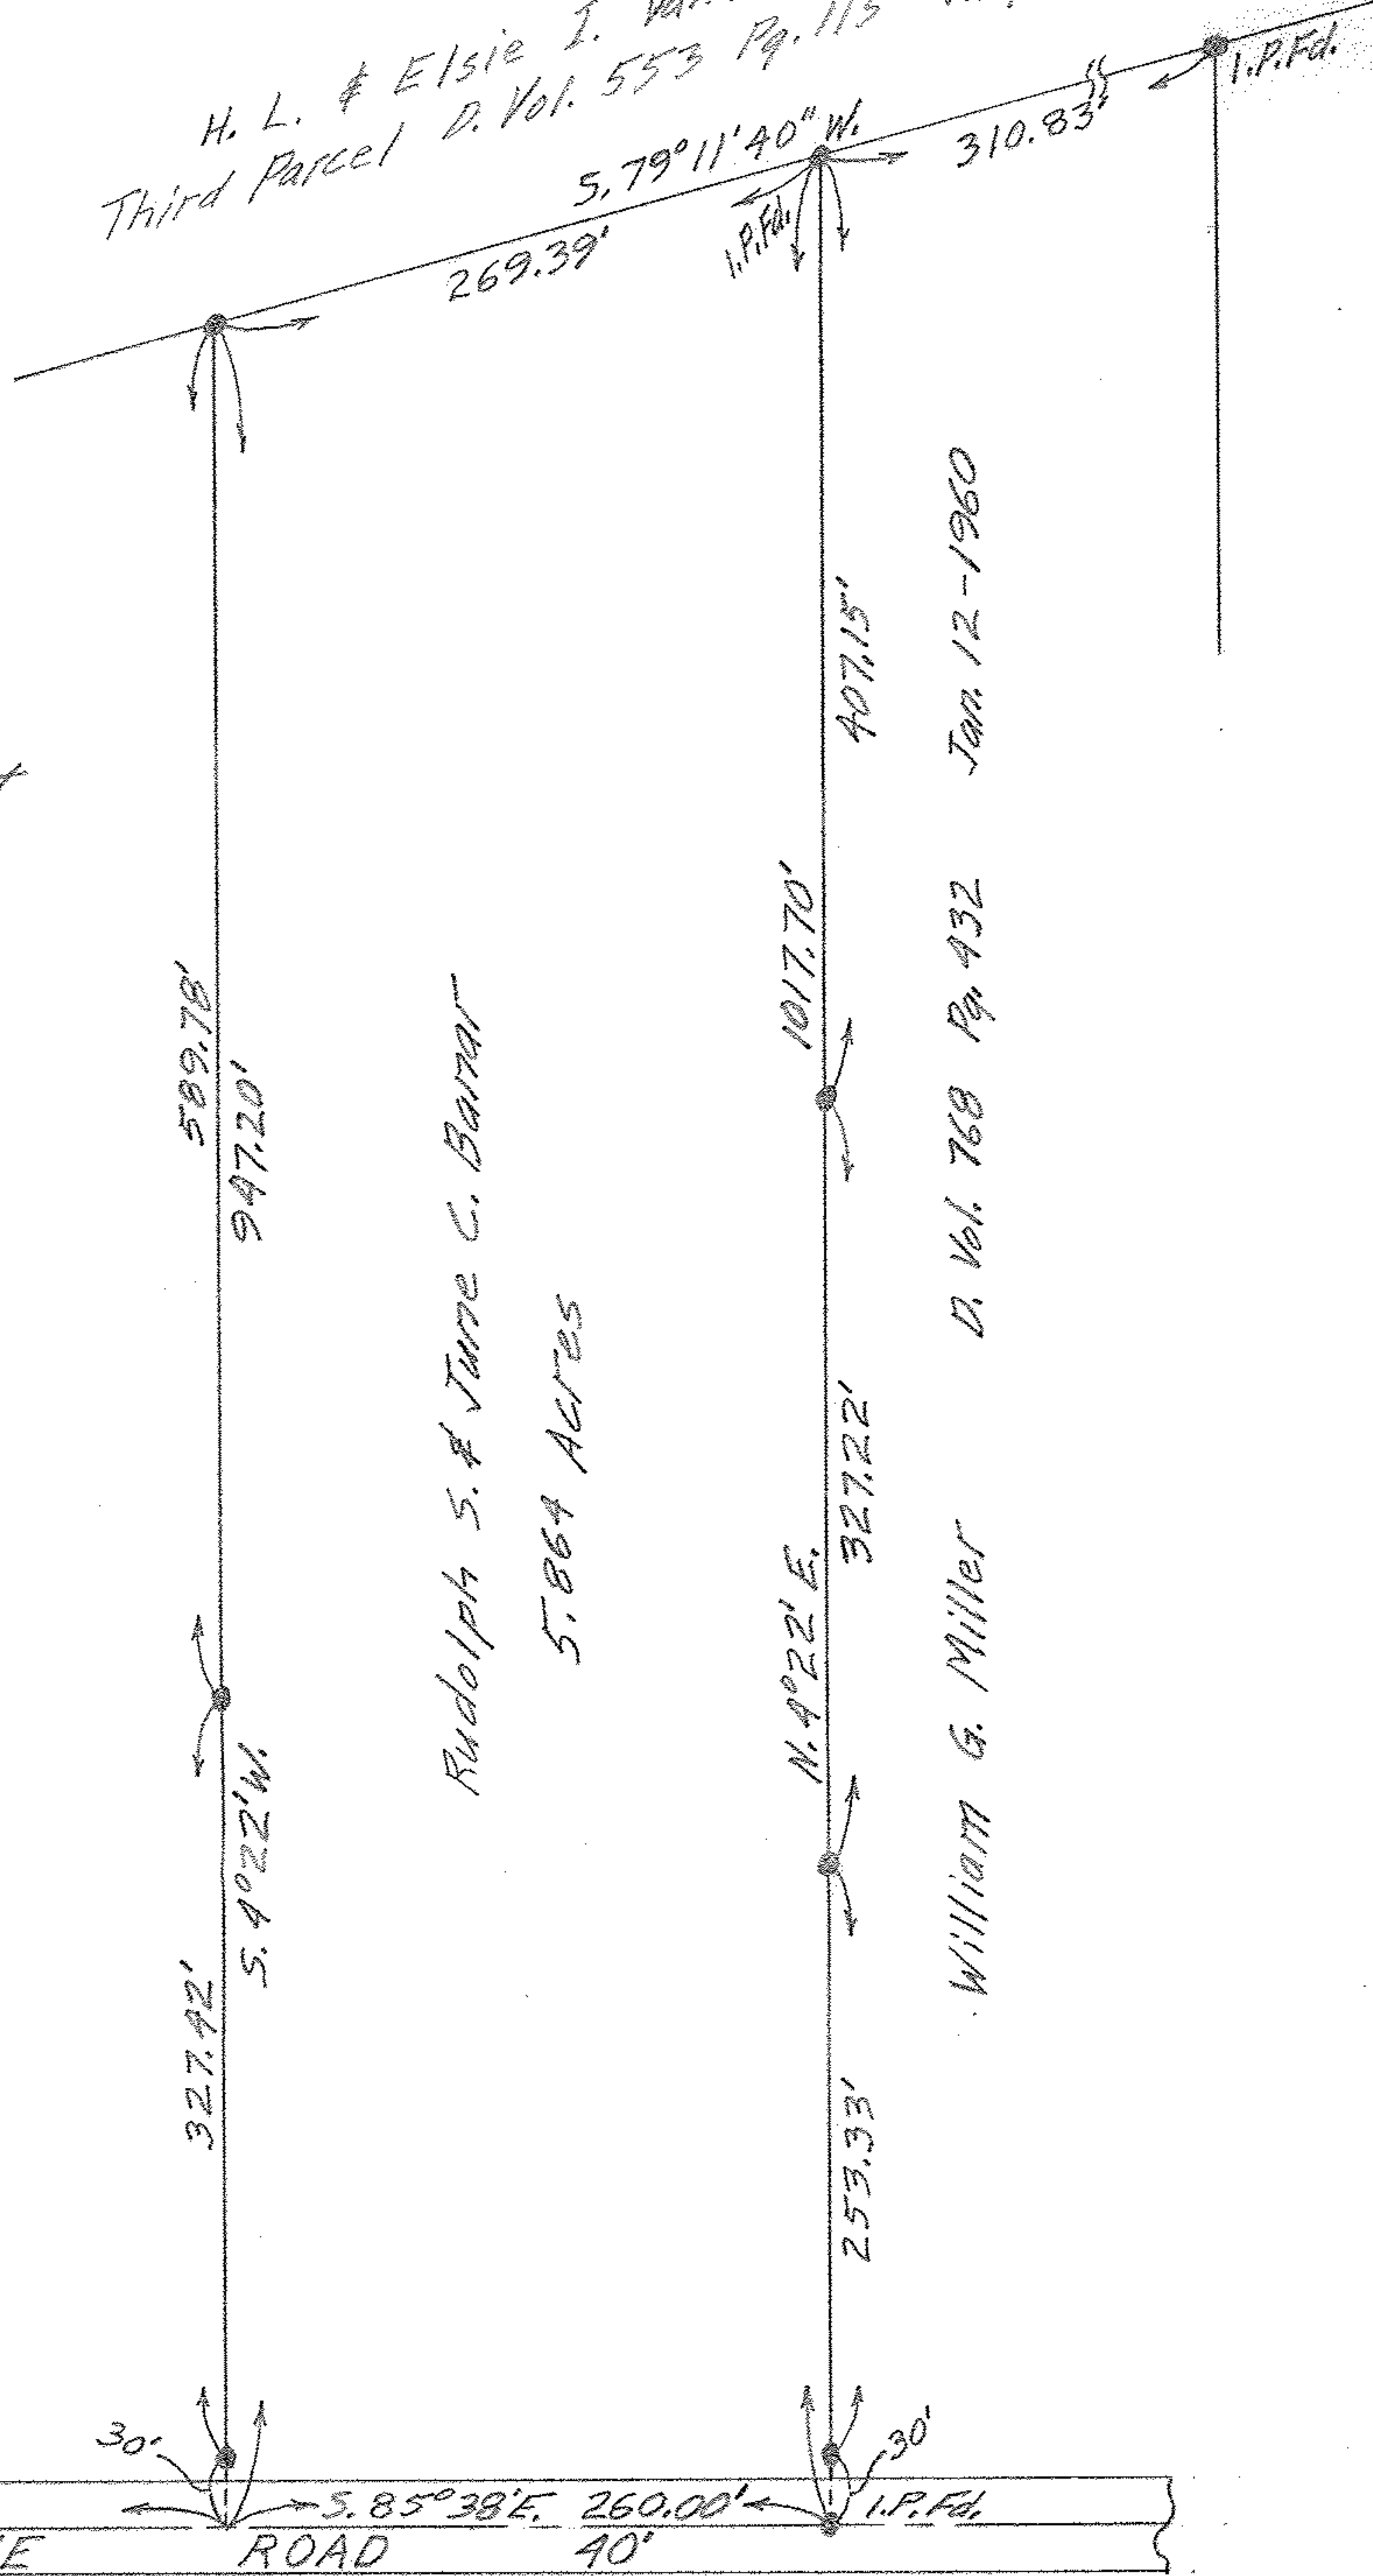 H. L. & Elsie I.
Third Parcel D. Vol. 553 Pg. 113
I.P.Fd.
S. 79°11'40" W.
310.83'
I.P.Fd.
269.39'
407.15'
Jan. 12-1960
1017.70'
589.78'
947.20'
Rudolph S. & June C. Banar
5.864 Acres
D. Vol. 768 Pg. 432
327.22'
N. 4°22' E.
William G. Miller
S. 4°22' W.
327.42'
253.33'
30'
30'
S. 85°38' E. 260.00'
I.P.Fd.
E ROAD 40'